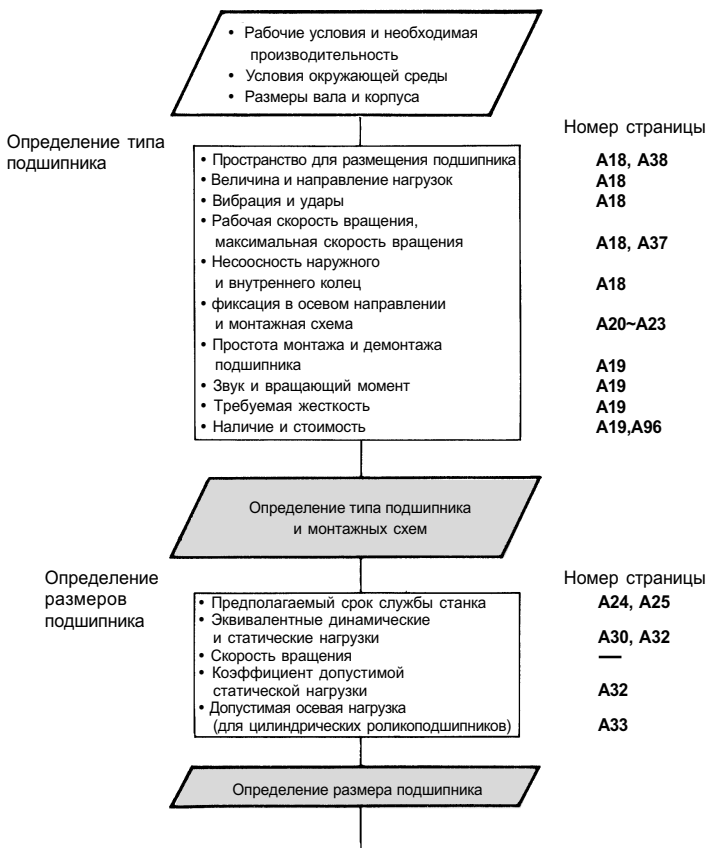 • Рабочие условия и необходимая
производительность
• Условия окружающей среды
• Размеры вала и корпуса
Определение типа
подшипника
Номер страницы
• Пространство для размещения подшипника A18, A38
• Величина и направление нагрузок A18
• Вибрация и удары A18
• Рабочая скорость вращения,
максимальная скорость вращения A18, A37
• Несоосность наружного
и внутреннего колец A18
• фиксация в осевом направлении
и монтажная схема A20~A23
• Простота монтажа и демонтажа
подшипника A19
• Звук и вращающий момент A19
• Требуемая жесткость A19
• Наличие и стоимость A19,A96
Определение типа подшипника
и монтажных схем
Определение
размеров
подшипника
Номер страницы
• Предполагаемый срок службы станка A24, A25
• Эквивалентные динамические
и статические нагрузки A30, A32
• Скорость вращения —
• Коэффициент допустимой
статической нагрузки A32
• Допустимая осевая нагрузка
(для цилиндрических роликоподшипников) A33
Определение размера подшипника